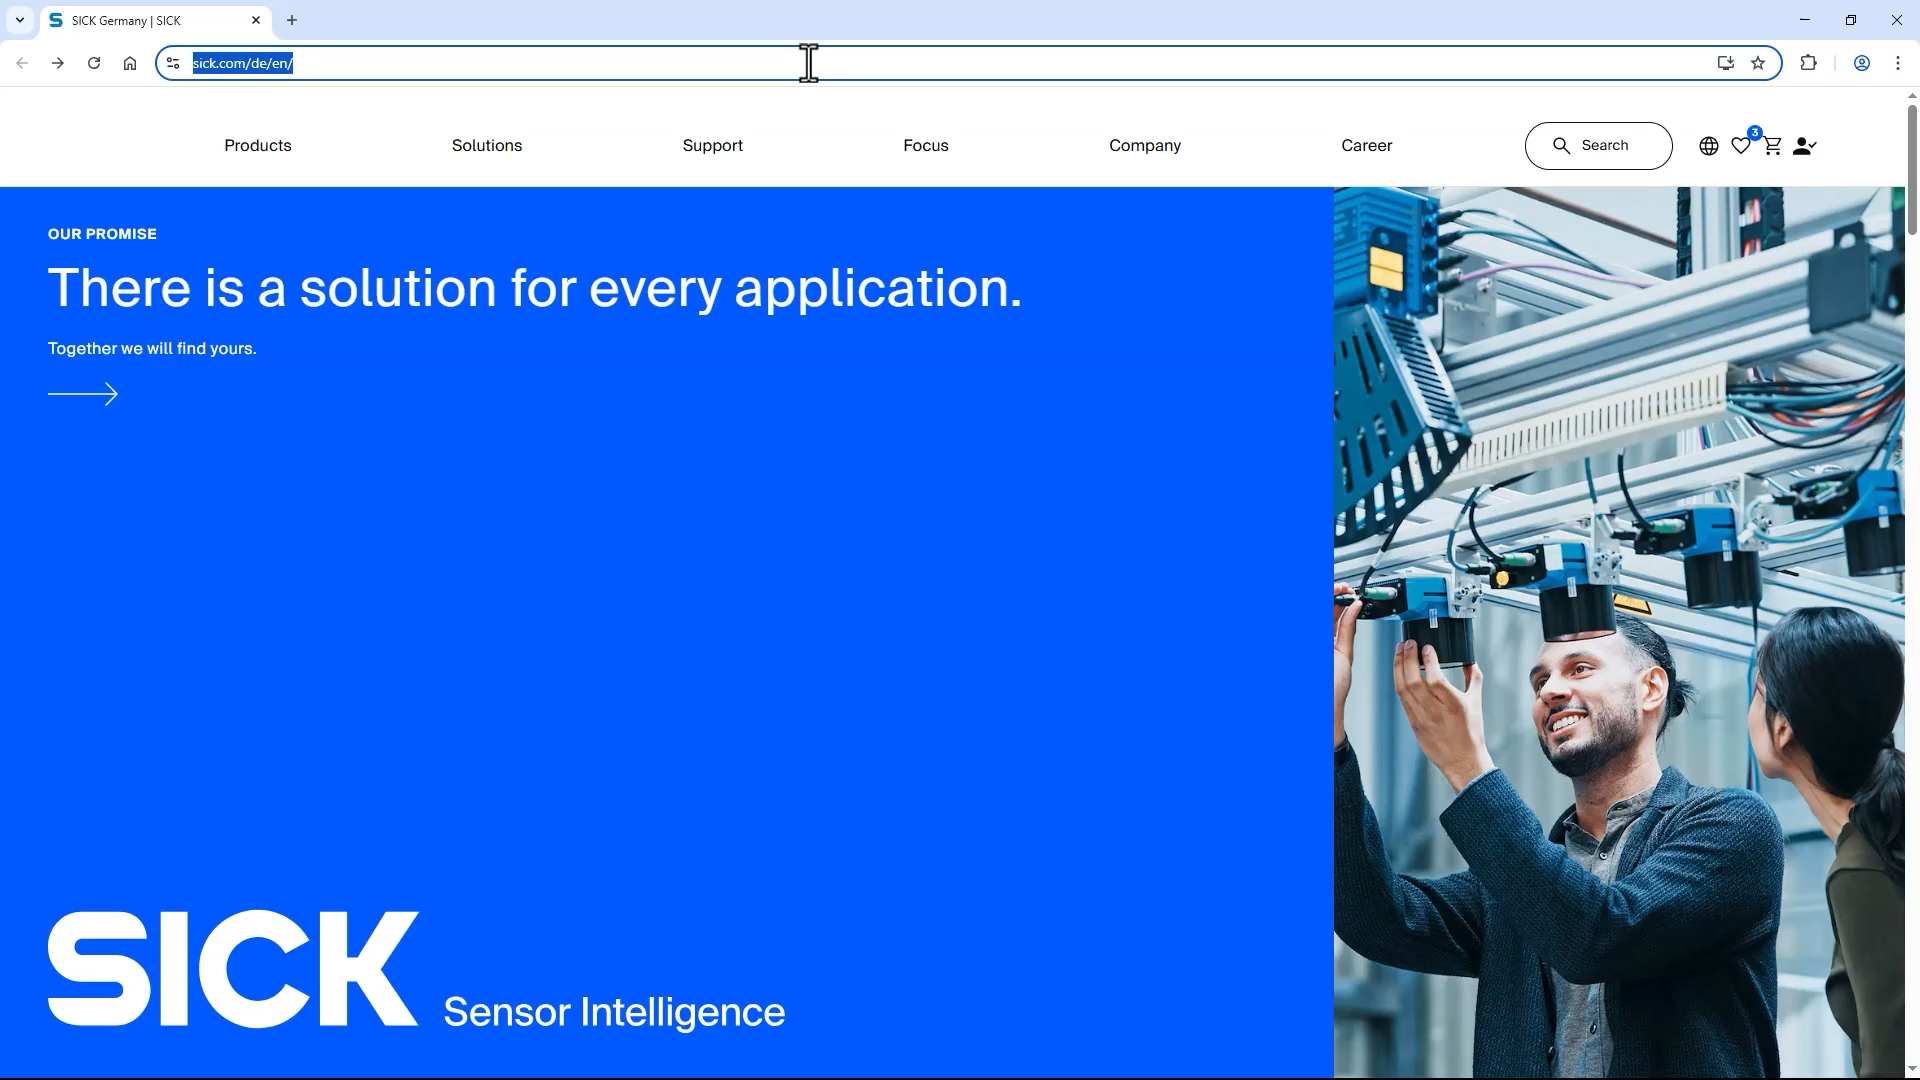 SICK Germany | SICK
sick.com/de/en/
Products
Solutions
Support
Focus
Company
Career
Search
3
OUR PROMISE
There is a solution for every application.
Together we will find yours.
SICK
Sensor Intelligence